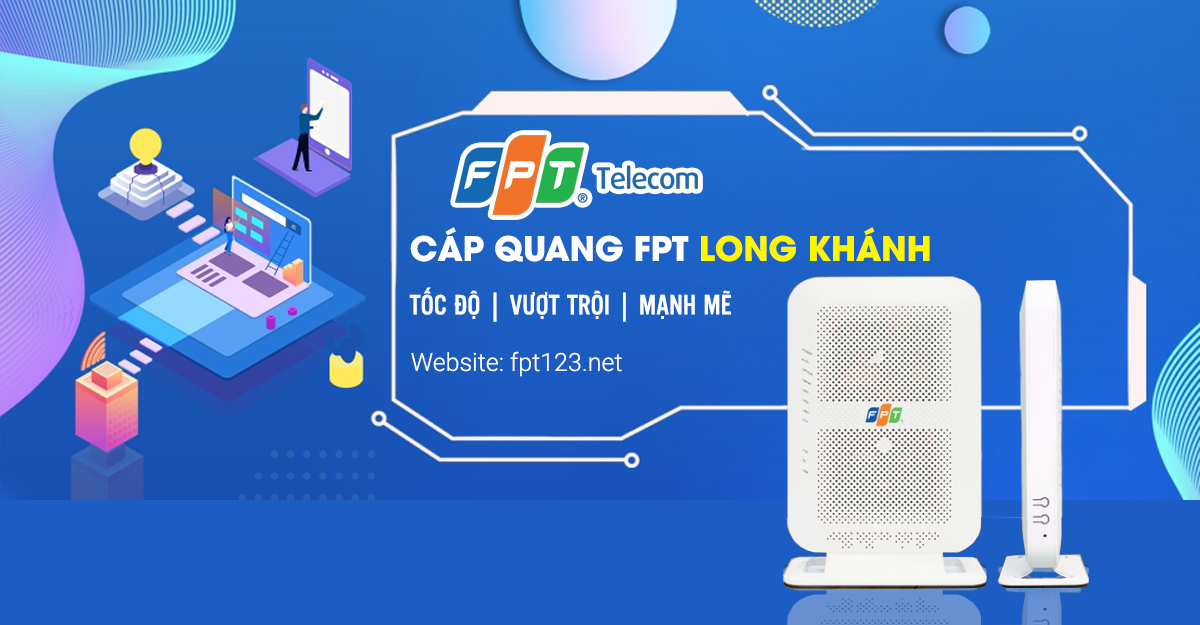 FPT® Telecom
CÁP QUANG FPT LONG KHÁNH
TỐC ĐỘ | VƯỢT TRỘI | MẠNH MẼ
Website: fpt123.net
FPT